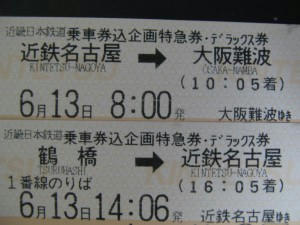 近畿日本鉄道 乗車券込企画特急券・デラックス券
近鉄名古屋 → 大阪難波
KINTETSU-NAGOYA OSAKA-NAMBA
(10:05着)
6月13日 8:00発 大阪難波ゆき
近畿日本鉄道 乗車券込企画特急券・デラックス券
鶴橋 → 近鉄名古屋
TSURUHASHI KINTETSU-NAGOYA
1番線のりば (16:05着)
6月13日14:06発 近鉄名古屋ゆき